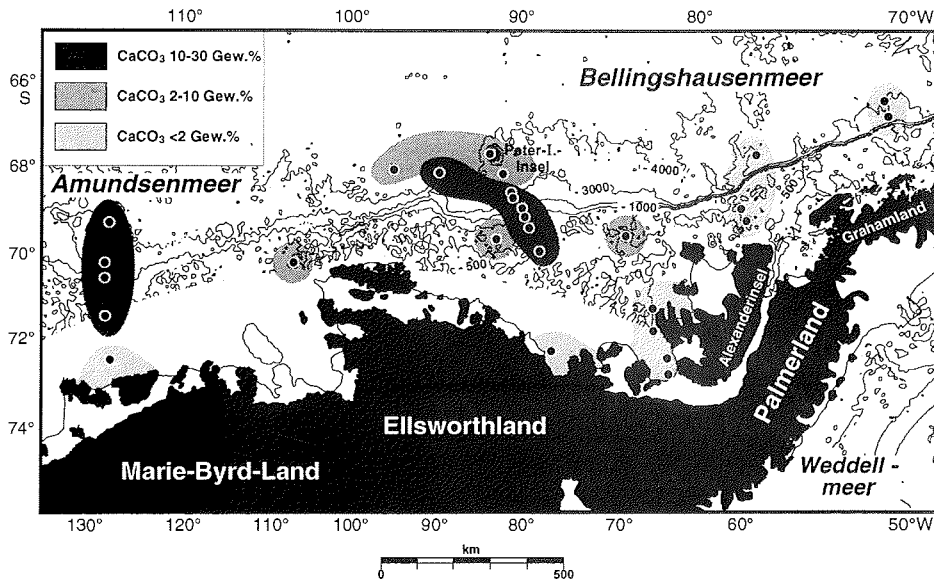 110° 100° 90° 80° 70°W
66°
S
68°
70°
72°
74°
CaCO₃ 10-30 Gew.%
CaCO₃ 2-10 Gew.%
CaCO₃ <2 Gew.%
Bellingshausenmeer
Amundsenmeer
Peter-I.-
Insel
4000
3000
1000
500
Grahamland
Alexanderinsel
Palmerland
Ellsworthland
Marie-Byrd-Land
Weddell -
meer
130° 120° 110° 100° 90° 80° 70° 60° 50°W
km
0 500